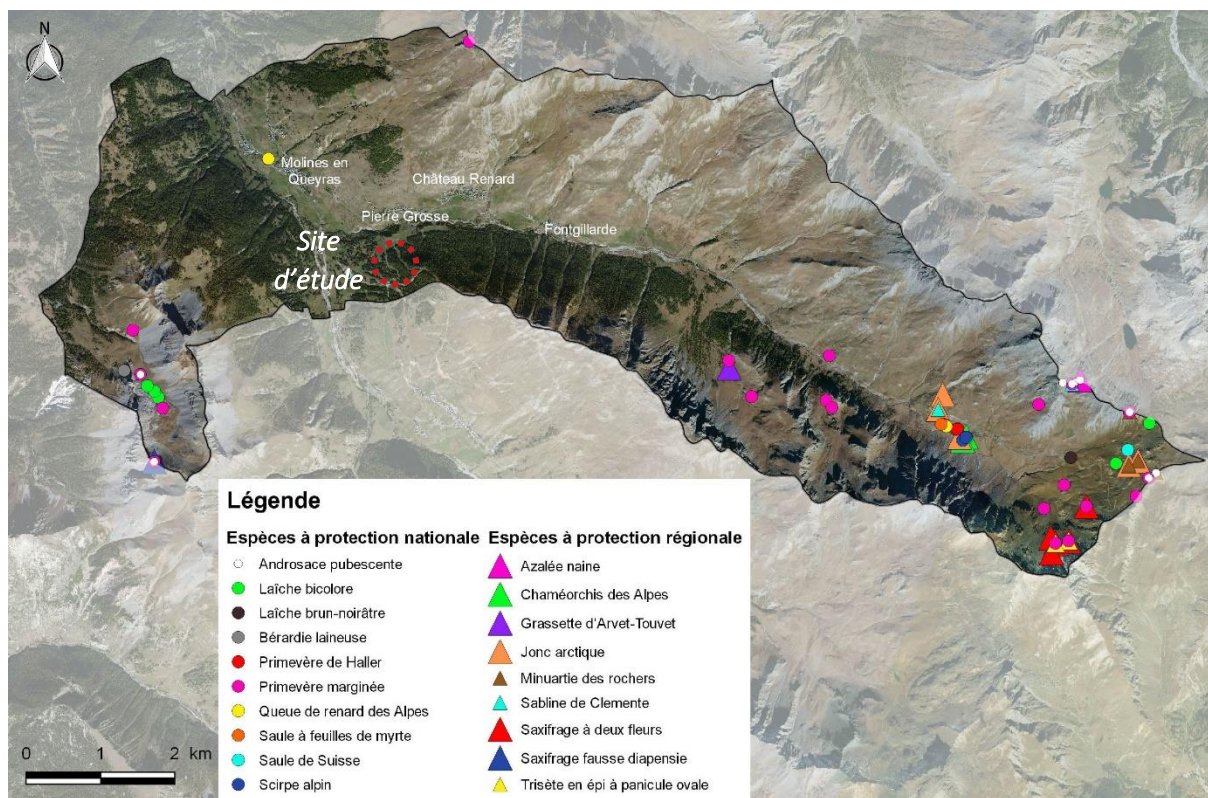 N
Molines en
Queyras
Château Renard
Pierre Grosse
Fontgillarde
Site
d'étude
Légende
Espèces à protection nationale
Androsace pubescente
Laîche bicolore
Laîche brun-noirâtre
Bérardie laineuse
Primevère de Haller
Primevère marginée
Queue de renard des Alpes
Saule à feuilles de myrte
Saule de Suisse
Scirpe alpin
Espèces à protection régionale
Azalée naine
Chaméorchis des Alpes
Grassette d'Arvet-Touvet
Jonc arctique
Minuartie des rochers
Sabline de Clemente
Saxifrage à deux fleurs
Saxifrage fausse diapensie
Trisète en épi à panicule ovale
0 1 2 km